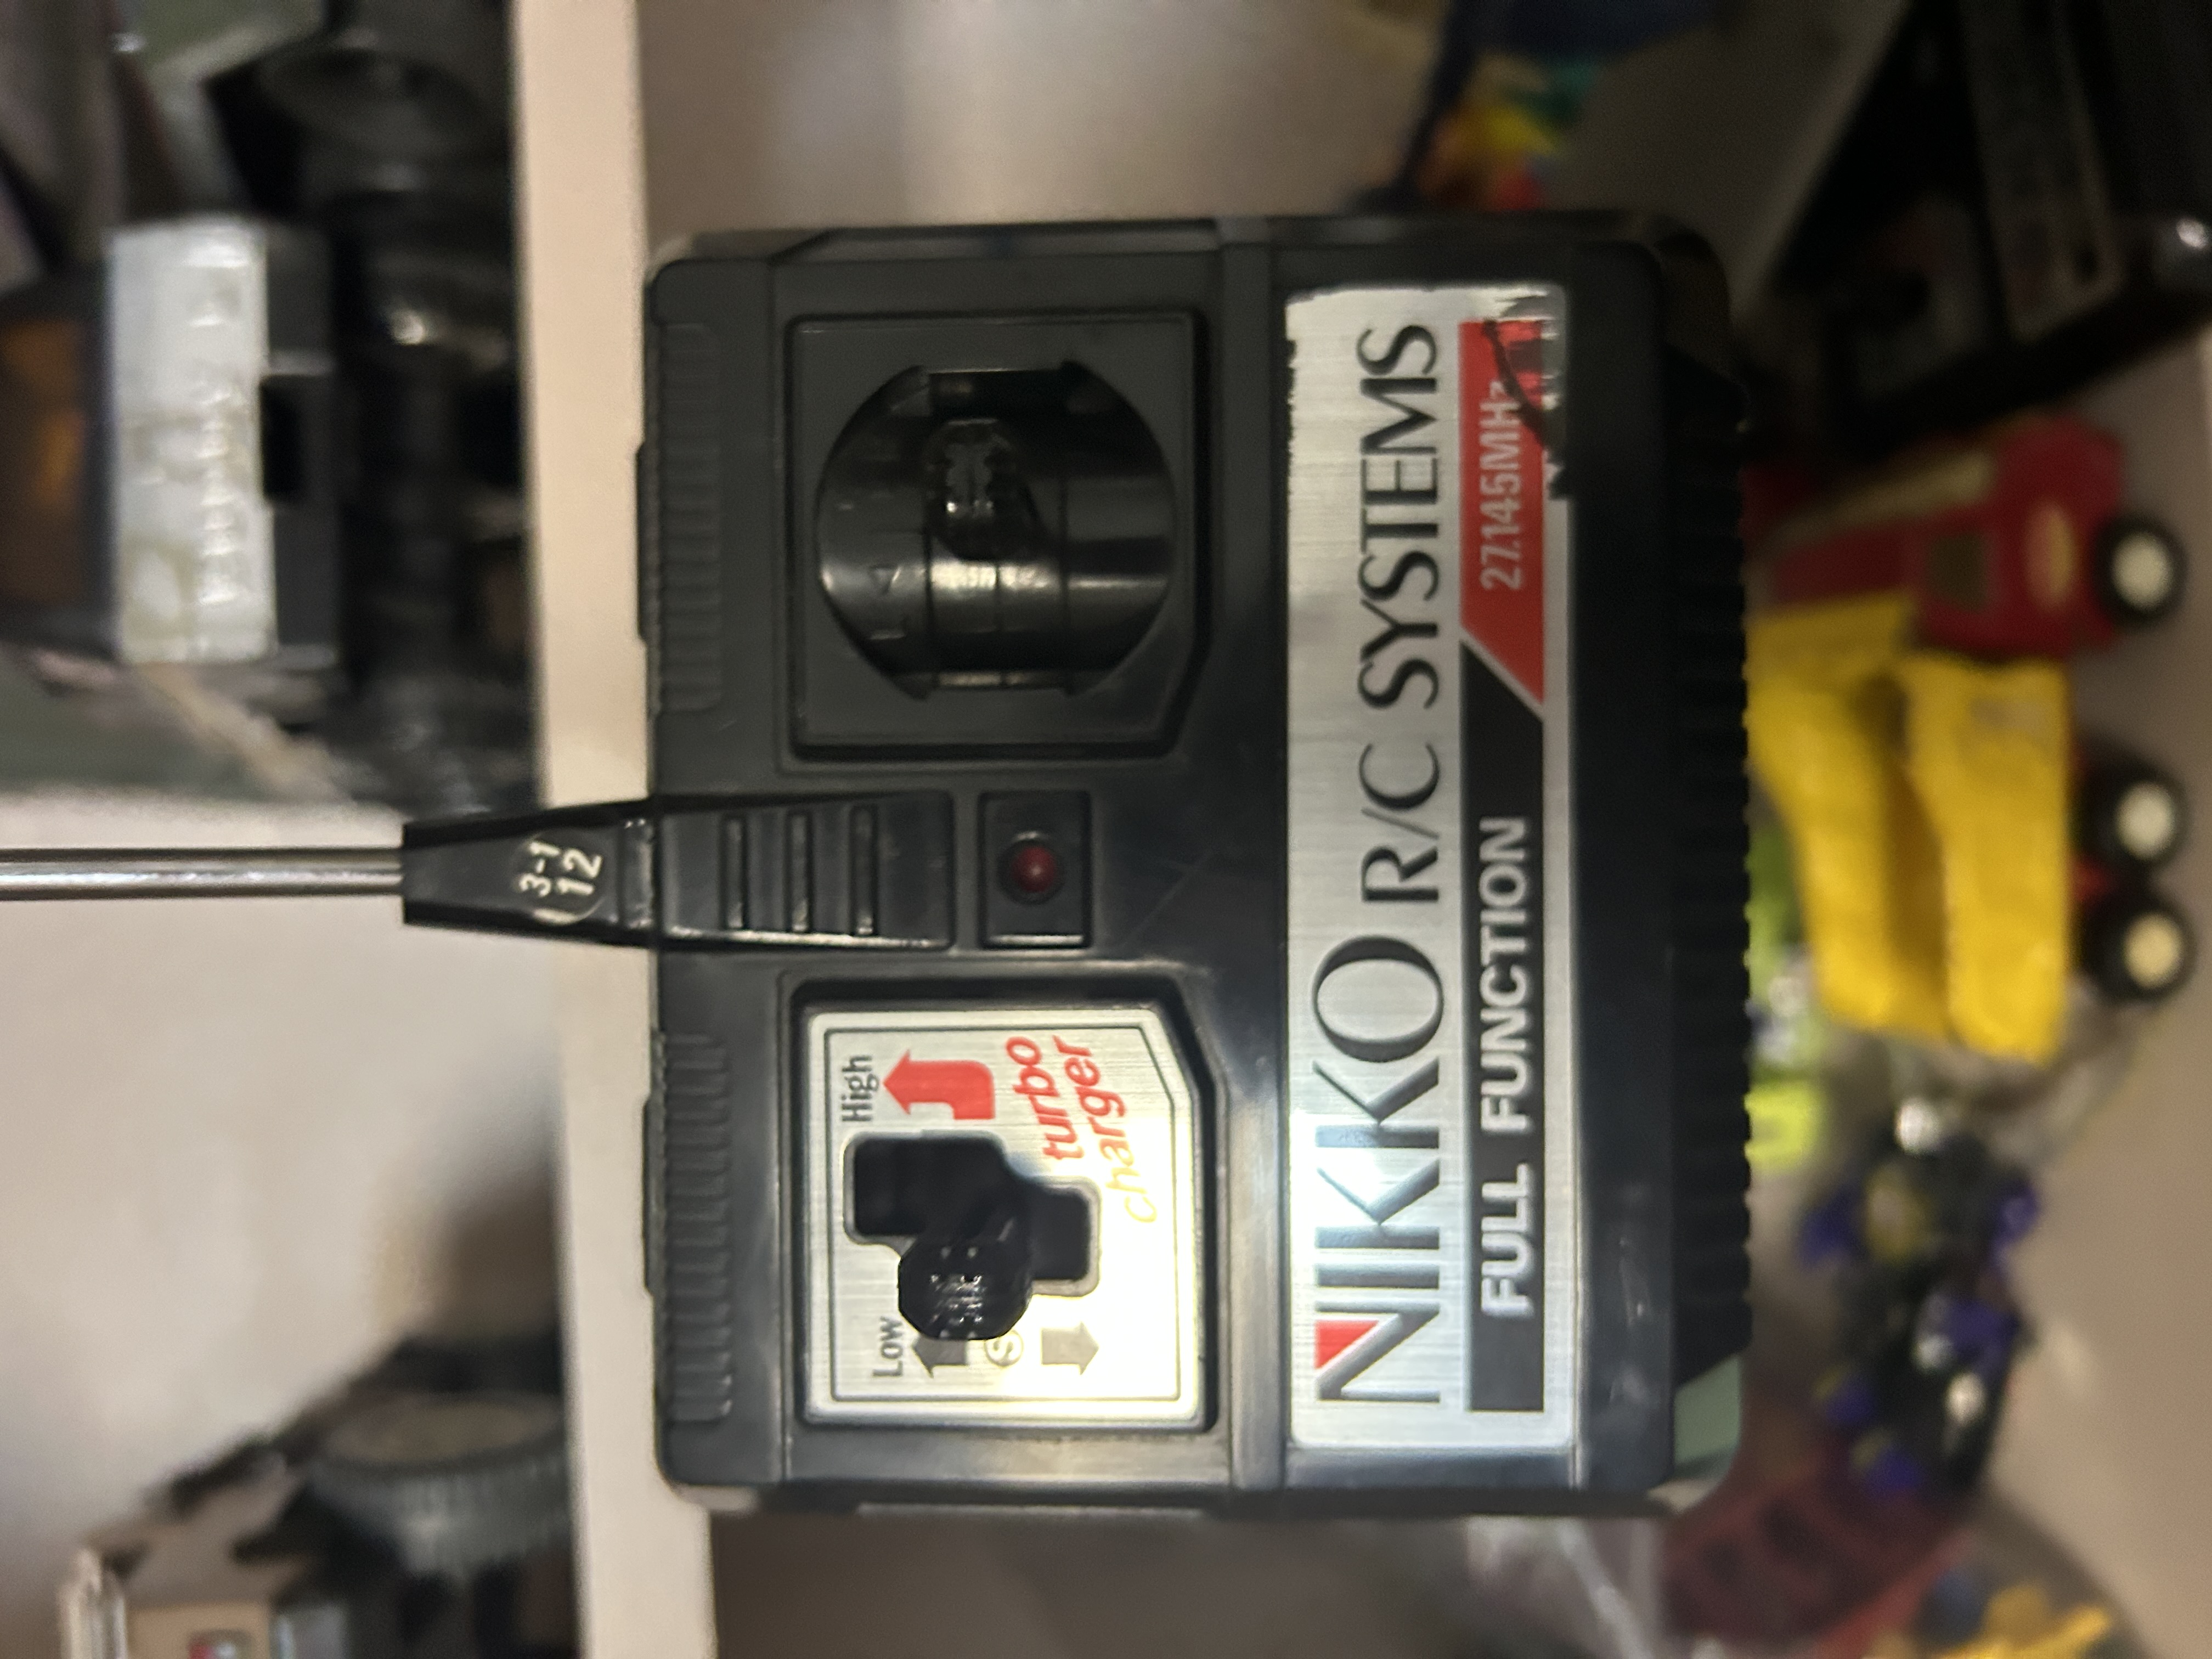 3-1
12
High
Low
S
turbo
charger
NIKKO R/C SYSTEMS
FULL FUNCTION
27.145MHz